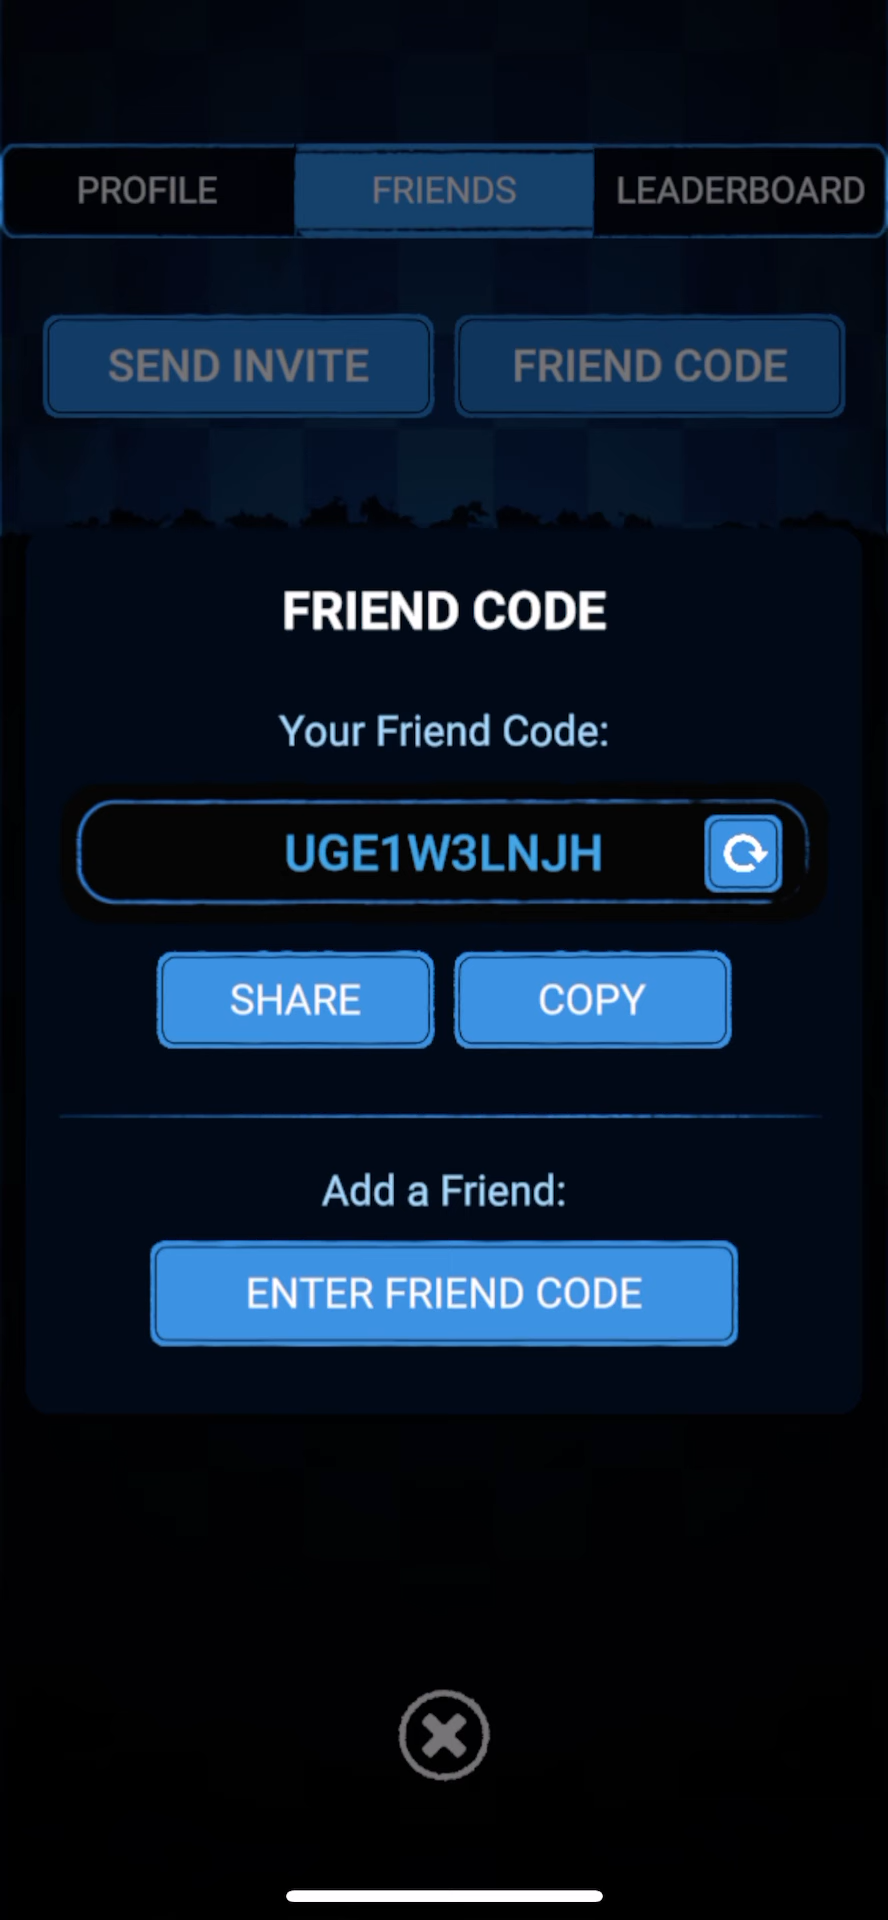 PROFILE
FRIENDS
LEADERBOARD
SEND INVITE
FRIEND CODE
FRIEND CODE
Your Friend Code:
UGE1W3LNJH
SHARE
COPY
Add a Friend:
ENTER FRIEND CODE